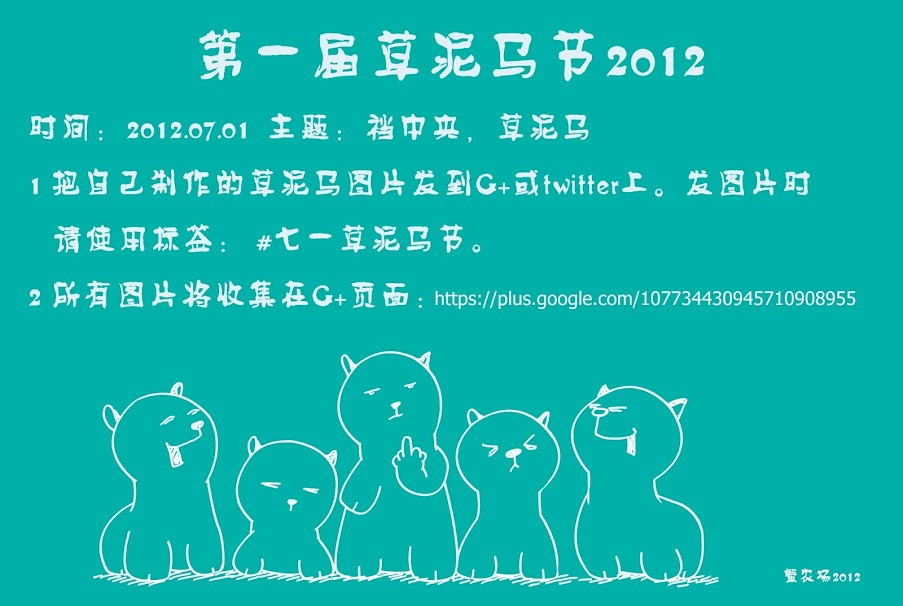 第一届草泥马节2012
时间：2012.07.01 主题：裆中央，草泥马
1 把自己制作的草泥马图片发到G+或twitter上。发图片时
请使用标签：#七一草泥马节。
2 所有图片将收集在G+页面：https://plus.google.com/107734430945710908955
蟹农场2012